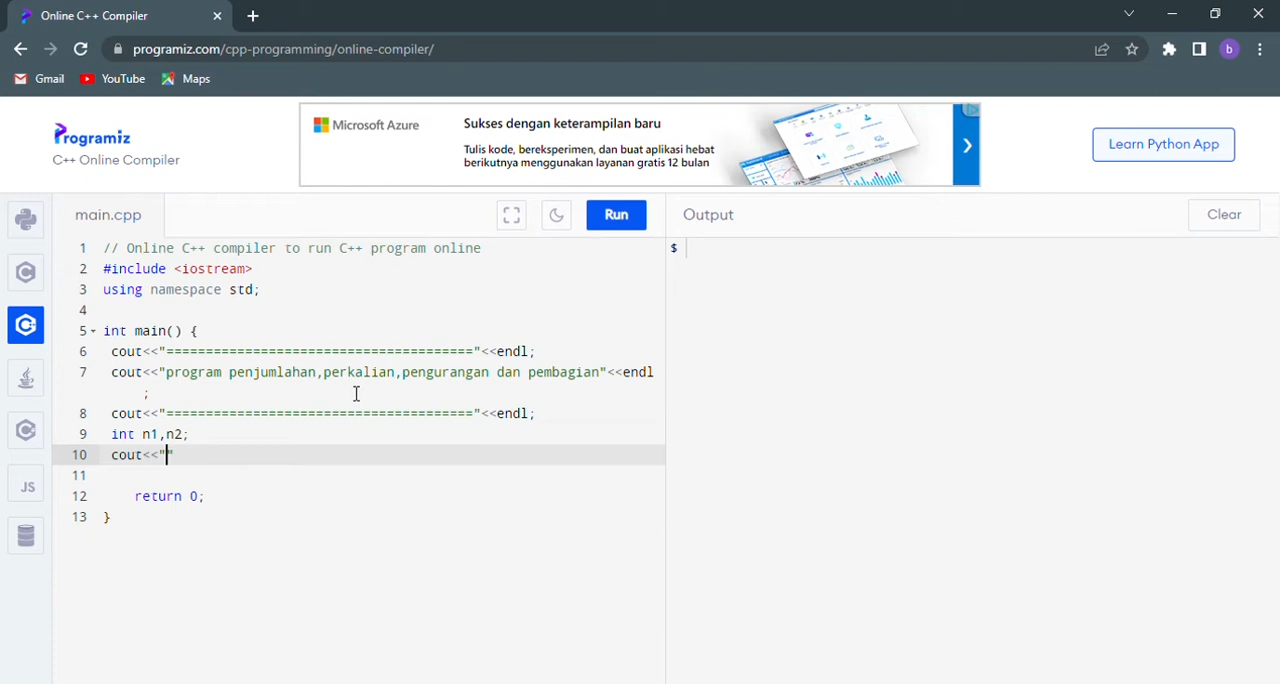 Online C++ Compiler
programiz.com/cpp-programming/online-compiler/
b
Gmail
YouTube
Maps
Programiz
C++ Online Compiler
Microsoft Azure
Sukses dengan keterampilan baru
Tulis kode, bereksperimen, dan buat aplikasi hebat
berikutnya menggunakan layanan gratis 12 bulan
Learn Python App
main.cpp
Run
Output
Clear
1 // Online C++ compiler to run C++ program online
2 #include <iostream>
3 using namespace std;
4
5 int main() {
6 cout<<"======================================="<<endl;
7 cout<<"program penjumlahan,perkalian,pengurangan dan pembagian"<<endl
;
8 cout<<"======================================="<<endl;
9 int n1,n2;
10 cout<<""
11
12 return 0;
13 }
$
JS